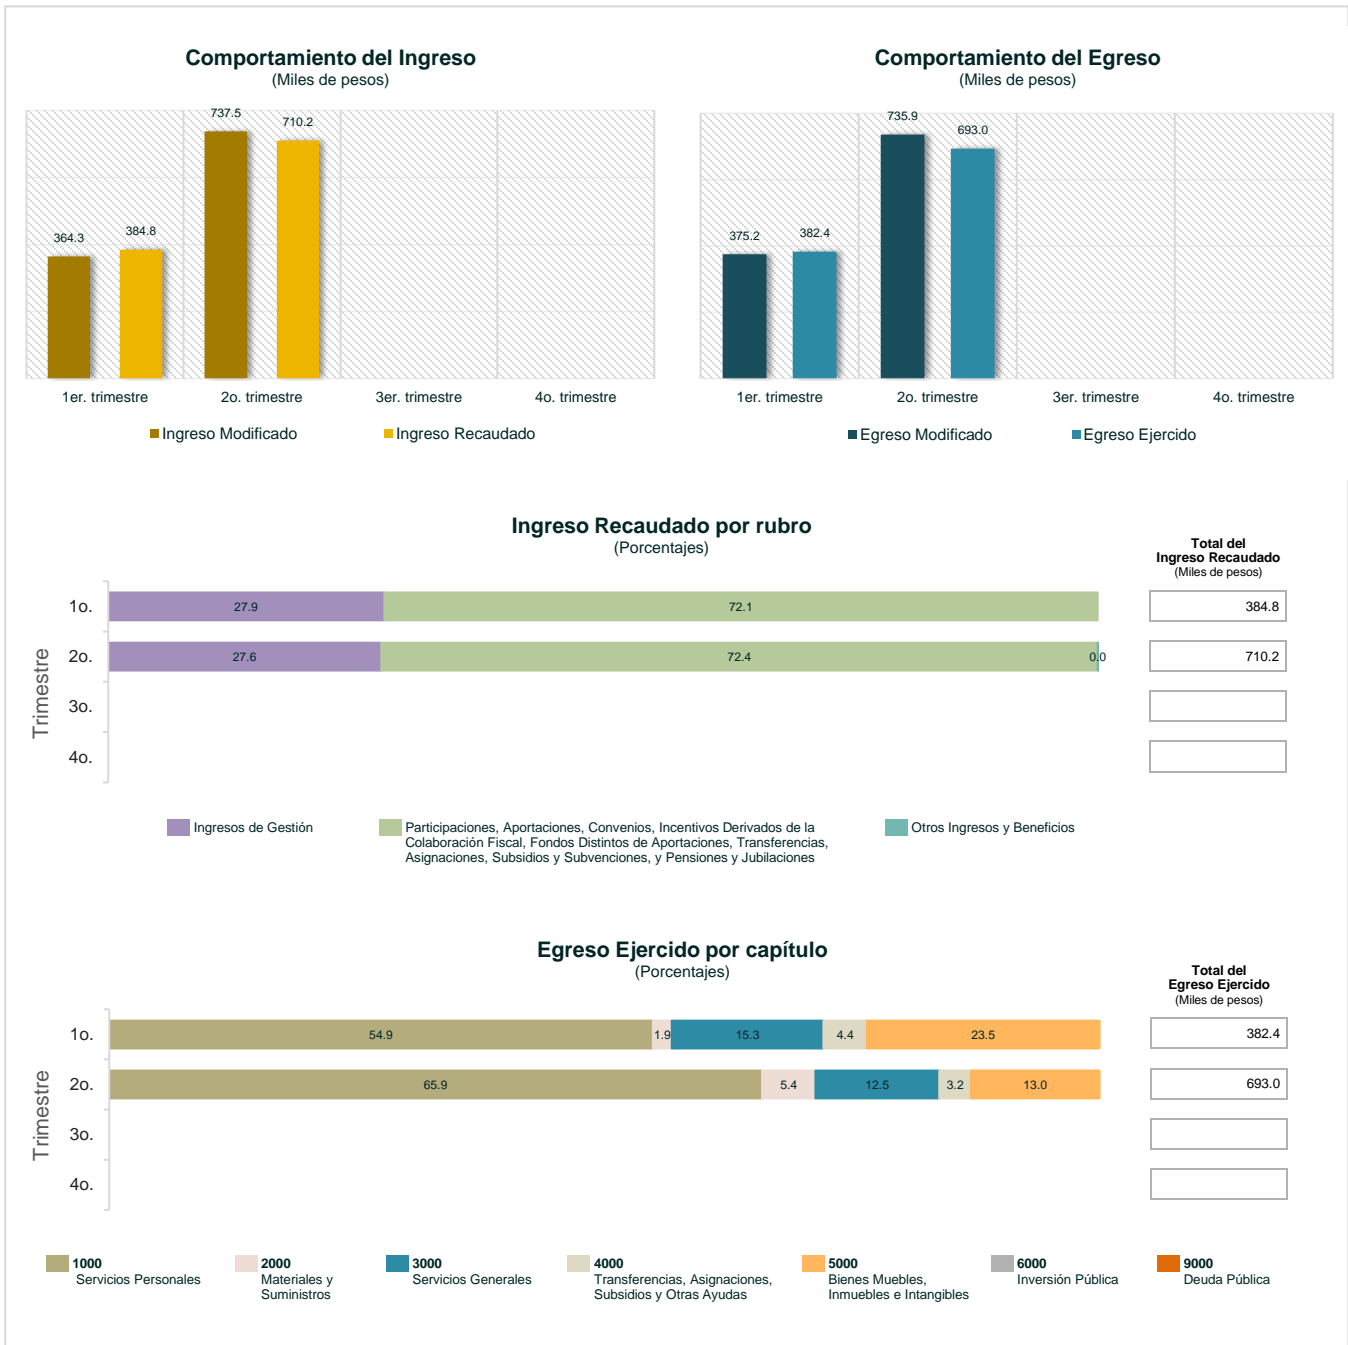 Comportamiento del Ingreso
(Miles de pesos)
737.5
710.2
364.3
384.8
1er. trimestre
2o. trimestre
3er. trimestre
4o. trimestre
Ingreso Modificado
Ingreso Recaudado
Comportamiento del Egreso
(Miles de pesos)
735.9
693.0
375.2
382.4
1er. trimestre
2o. trimestre
3er. trimestre
4o. trimestre
Egreso Modificado
Egreso Ejercido
Ingreso Recaudado por rubro
(Porcentajes)
Total del
Ingreso Recaudado
(Miles de pesos)
Trimestre
1o.
27.9
72.1
384.8
2o.
27.6
72.4
0.0
710.2
3o.
4o.
Ingresos de Gestión
Participaciones, Aportaciones, Convenios, Incentivos Derivados de la
Colaboración Fiscal, Fondos Distintos de Aportaciones, Transferencias,
Asignaciones, Subsidios y Subvenciones, y Pensiones y Jubilaciones
Otros Ingresos y Beneficios
Egreso Ejercido por capítulo
(Porcentajes)
Total del
Egreso Ejercido
(Miles de pesos)
Trimestre
1o.
54.9
1.9
15.3
4.4
23.5
382.4
2o.
65.9
5.4
12.5
3.2
13.0
693.0
3o.
4o.
1000
Servicios Personales
2000
Materiales y
Suministros
3000
Servicios Generales
4000
Transferencias, Asignaciones,
Subsidios y Otras Ayudas
5000
Bienes Muebles,
Inmuebles e Intangibles
6000
Inversión Pública
9000
Deuda Pública